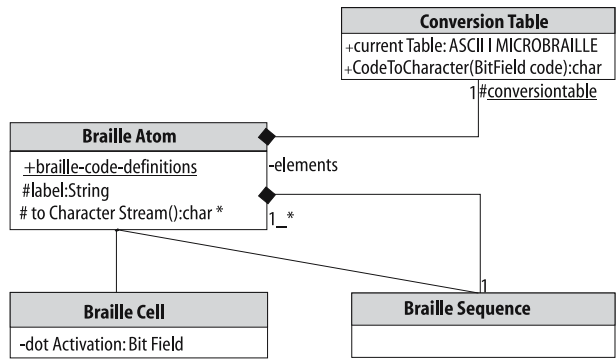 Conversion Table
+current Table: ASCII I MICROBRAILLE
+CodeToCharacter(BitField code):char
1 #conversiontable
Braille Atom
+braille-code-definitions
#label:String
# to Character Stream():char *
-elements
1_*
1
Braille Cell
-dot Activation: Bit Field
Braille Sequence